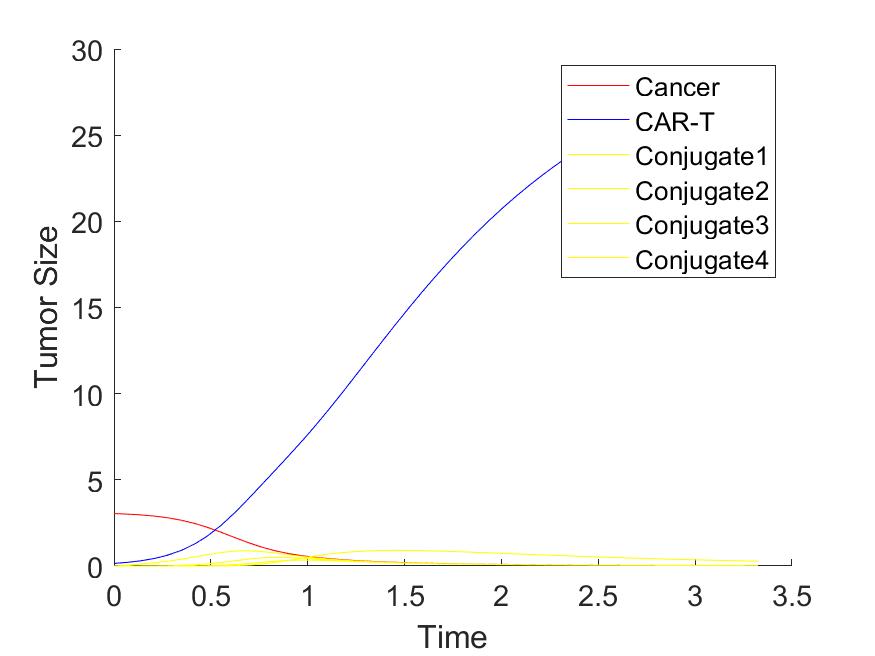 30
25
20
15
10
5
0
Tumor Size
Cancer
CAR-T
Conjugate1
Conjugate2
Conjugate3
Conjugate4
0 0.5 1 1.5 2 2.5 3 3.5
Time